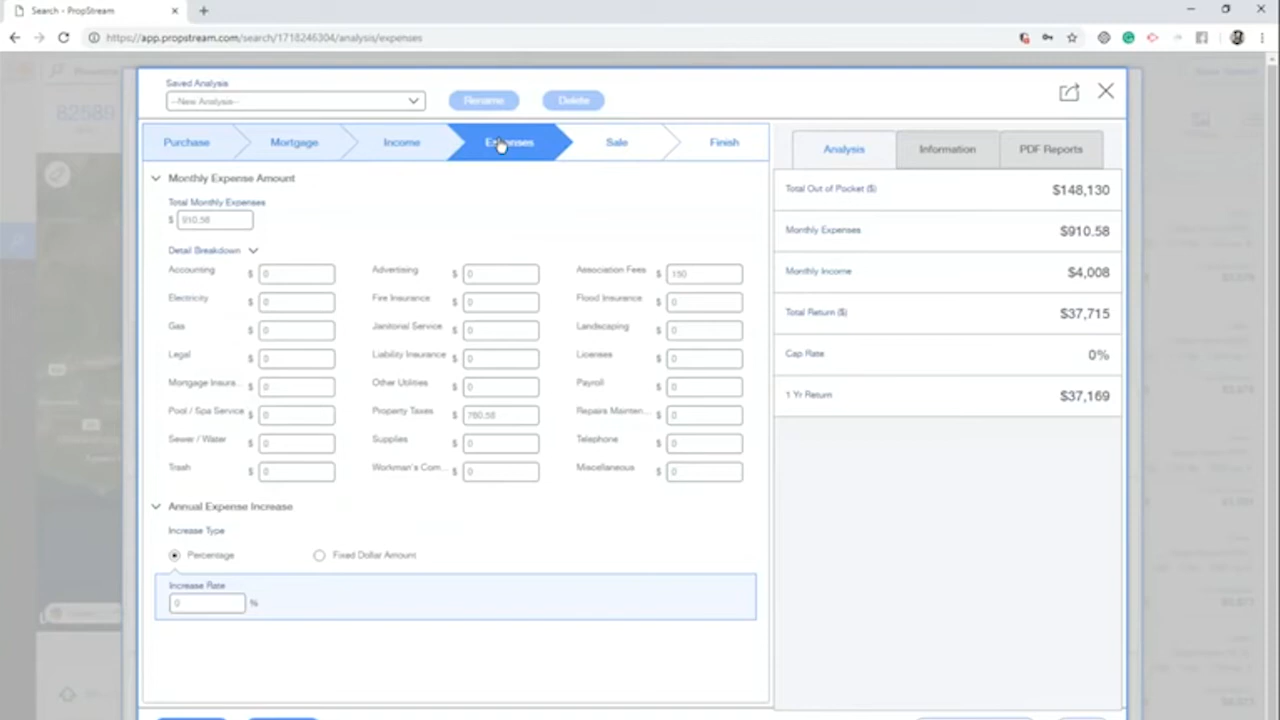 Search - PropStream
https://app.propstream.com/search/1718246304/analysis/expenses
82589
Saved Analysis
--New Analysis--
Rename
Delete
Purchase
Mortgage
Income
Expenses
Sale
Finish
Analysis
Information
PDF Reports
Monthly Expense Amount
Total Monthly Expenses
$ 910.58
Detail Breakdown
Accounting $ 0 Advertising $ 0 Association Fees $ 150
Electricity $ 0 Fire Insurance $ 0 Flood Insurance $ 0
Gas $ 0 Janitorial Service $ 0 Landscaping $ 0
Legal $ 0 Liability Insurance $ 0 Licenses $ 0
Mortgage Insura... $ 0 Other Utilities $ 0 Payroll $ 0
Pool / Spa Service $ 0 Property Taxes $ 760.58 Repairs Mainten... $ 0
Sewer / Water $ 0 Supplies $ 0 Telephone $ 0
Trash $ 0 Workman's Com... $ 0 Miscellaneous $ 0
Annual Expense Increase
Increase Type
Percentage
Fixed Dollar Amount
Increase Rate
0 %
Total Out of Pocket ($) $148,130
Monthly Expenses $910.58
Monthly Income $4,008
Total Return ($) $37,715
Cap Rate 0%
1 Yr Return $37,169